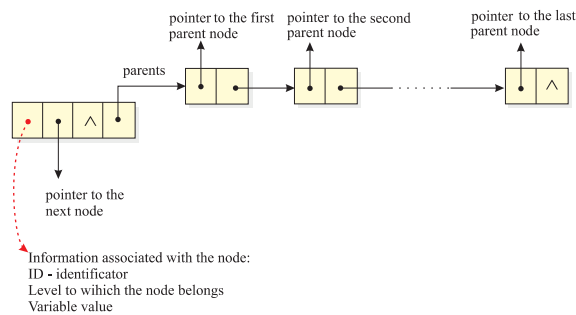 pointer to the first
parent node
pointer to the second
parent node
pointer to the last
parent node
parents
pointer to the
next node
Information associated with the node:
ID - identificator
Level to wihich the node belongs
Variable value